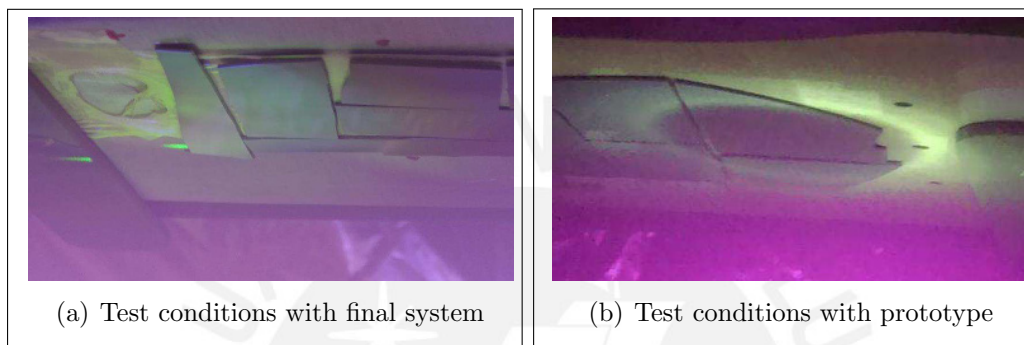 (a) Test conditions with final system
(b) Test conditions with prototype